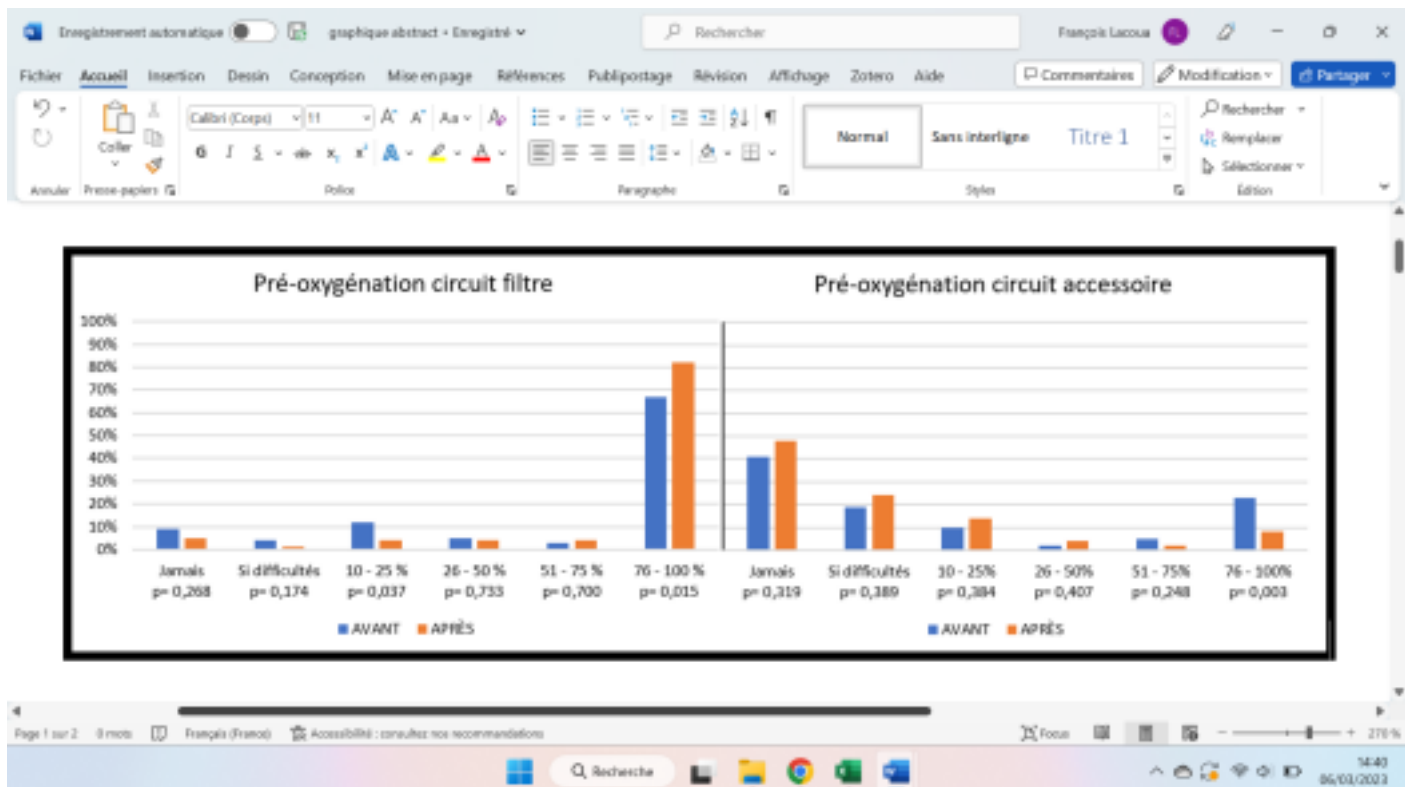 Enregistrement automatique graphique abstract • Enregistré Rechercher François Lacoua
Fichier Accueil Insertion Dessin Conception Mise en page Références Publipostage Révision Affichage Zotero Aide Commentaires Modification Partager
Coller Calibri (Corps) 11 Normal Sans Interligne Titre 1 Rechercher
Remplacer
Sélectionner
Annuler Presse-papiers Police Paragraphe Styles Édition
Pré-oxygénation circuit filtre Pré-oxygénation circuit accessoire
100%
90%
80%
70%
60%
50%
40%
30%
20%
10%
0%
Jamais Si difficultés 10 - 25 % 26 - 50 % 51 - 75 % 76 - 100 % Jamais Si difficultés 10 - 25% 26 - 50% 51 - 75% 76 - 100%
p= 0,268 p= 0,174 p= 0,037 p= 0,733 p= 0,700 p= 0,015 p= 0,319 p= 0,389 p= 0,384 p= 0,407 p= 0,248 p= 0,003
AVANT APRÈS AVANT APRÈS
Page 1 sur 2 0 mots Français (France) Accessibilité : consultez nos recommandations Focus 270 %
Recherche 14:40
06/03/2023